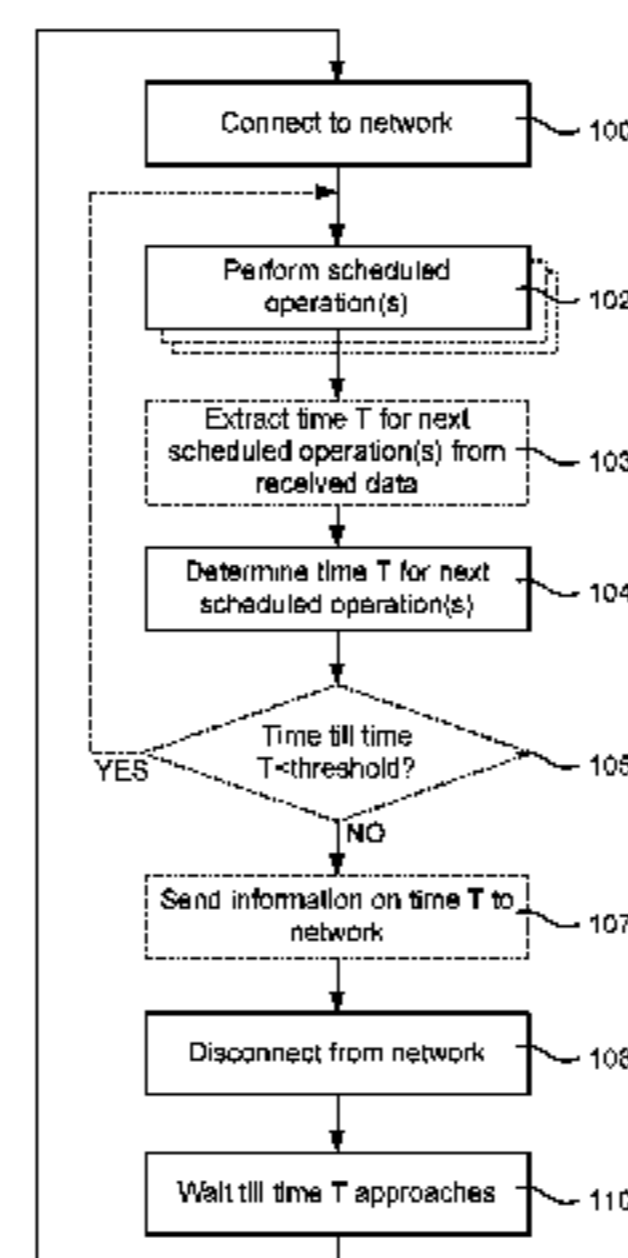 Connect to network
100
Perform scheduled
operation(s)
102
Extract time T for next
scheduled operation(s) from
received data
103
Determine time T for next
scheduled operation(s)
104
Time till time
T<threshold?
105
YES
NO
Send information on time T to
network
107
Disconnect from network
108
Wait till time T approaches
110